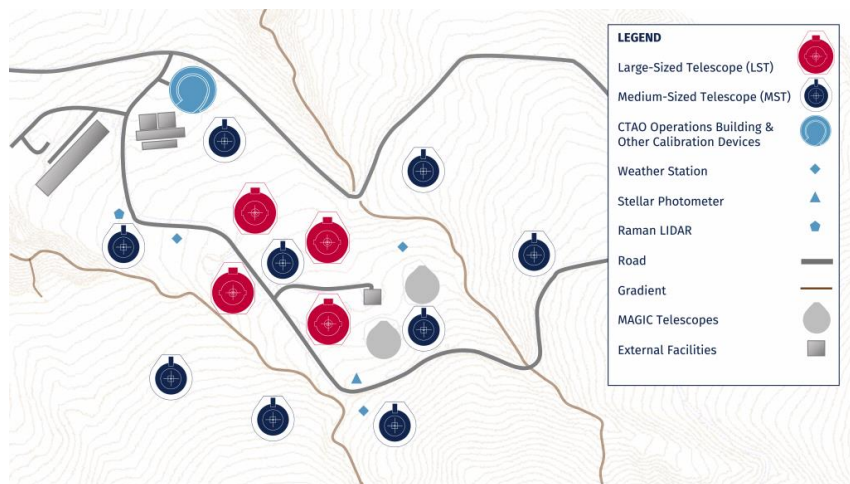 LEGEND
Large-Sized Telescope (LST)
Medium-Sized Telescope (MST)
CTAO Operations Building &
Other Calibration Devices
Weather Station
Stellar Photometer
Raman LIDAR
Road
Gradient
MAGIC Telescopes
External Facilities